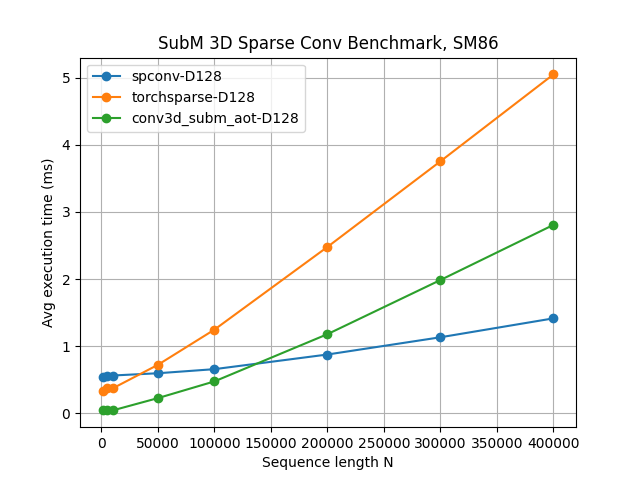 SubM 3D Sparse Conv Benchmark, SM86
spconv-D128
torchsparse-D128
conv3d_subm_aot-D128
Avg execution time (ms)
5
4
3
2
1
0
0 50000 100000 150000 200000 250000 300000 350000 400000
Sequence length N